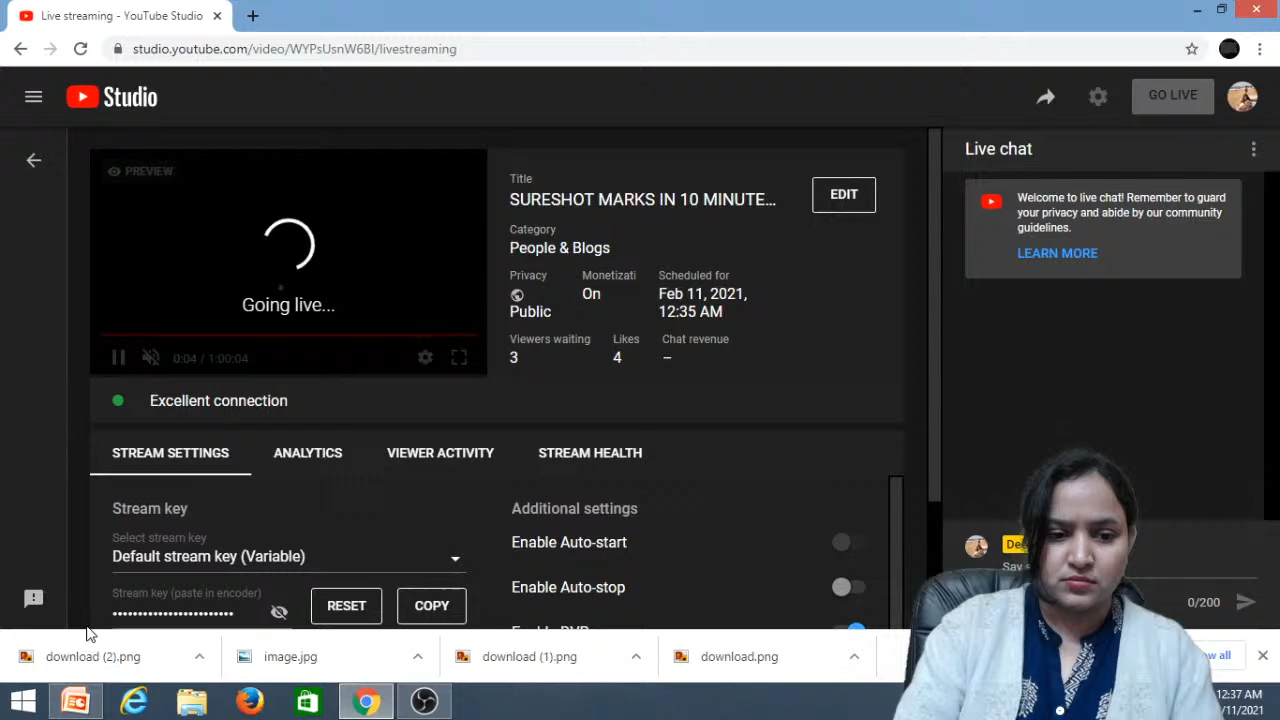 Live streaming - YouTube Studio
studio.youtube.com/video/WYPsUsnW6BI/livestreaming
Studio
GO LIVE
PREVIEW
Going live...
0:04 / 1:00:04
Title
SURESHOT MARKS IN 10 MINUTE...
EDIT
Category
People & Blogs
Privacy
Monetizati
Scheduled for
Public
On
Feb 11, 2021,
12:35 AM
Viewers waiting
Likes
Chat revenue
3
4
–
Excellent connection
STREAM SETTINGS
ANALYTICS
VIEWER ACTIVITY
STREAM HEALTH
Stream key
Select stream key
Default stream key (Variable)
Stream key (paste in encoder)
RESET
COPY
Additional settings
Enable Auto-start
Enable Auto-stop
Live chat
Welcome to live chat! Remember to guard
your privacy and abide by our community
guidelines.
LEARN MORE
0/200
download (2).png
image.jpg
download (1).png
download.png
12:37 AM